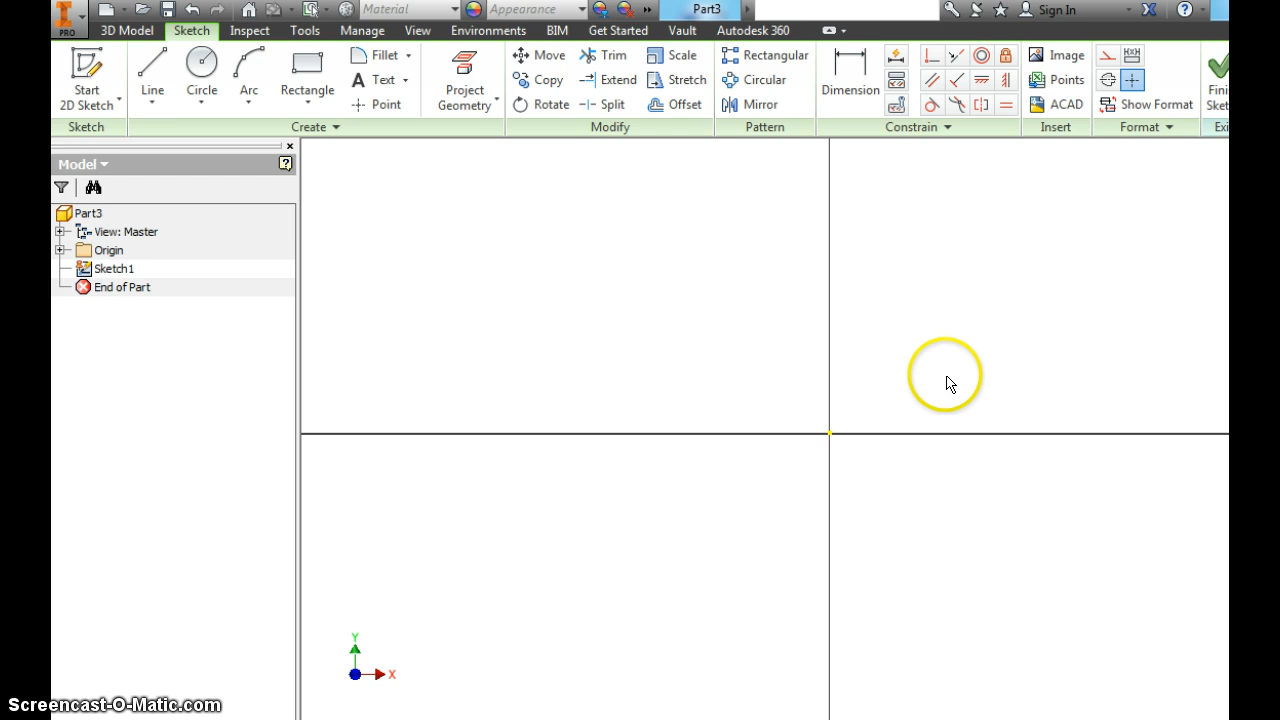 Material Appearance Part3 Sign In
PRO 3D Model Sketch Inspect Tools Manage View Environments BIM Get Started Vault Autodesk 360
Start 2D Sketch
Line
Circle
Arc
Rectangle
Fillet
Text
Point
Project Geometry
Move Trim Scale
Copy Extend Stretch
Rotate Split Offset
Rectangular
Circular
Mirror
Dimension
Image
Points
ACAD
Show Format
Sketch Create Modify Pattern Constrain Insert Format
Model
Part3
View: Master
Origin
Sketch1
End of Part
Y
X
Screencast-O-Matic.com